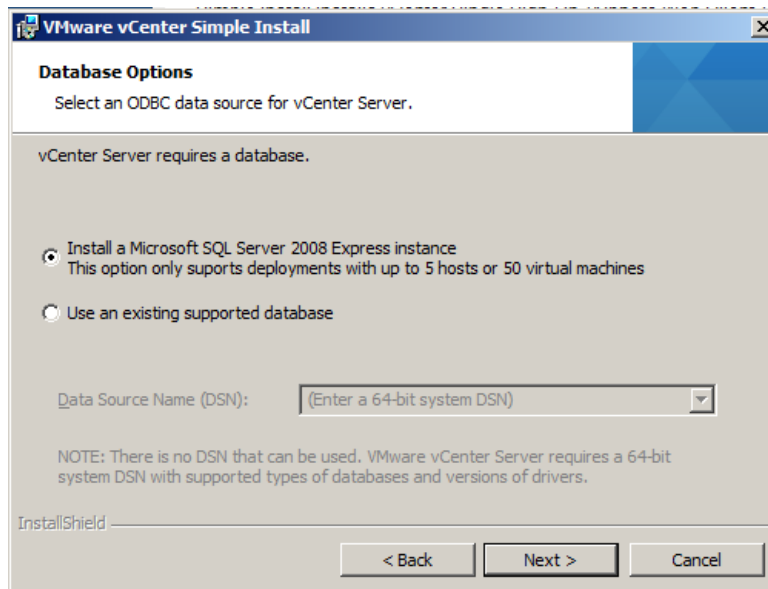 VMware vCenter Simple Install
Database Options
Select an ODBC data source for vCenter Server.
vCenter Server requires a database.
Install a Microsoft SQL Server 2008 Express instance
This option only suports deployments with up to 5 hosts or 50 virtual machines
Use an existing supported database
Data Source Name (DSN):
(Enter a 64-bit system DSN)
NOTE: There is no DSN that can be used. VMware vCenter Server requires a 64-bit
system DSN with supported types of databases and versions of drivers.
InstallShield
< Back
Next >
Cancel